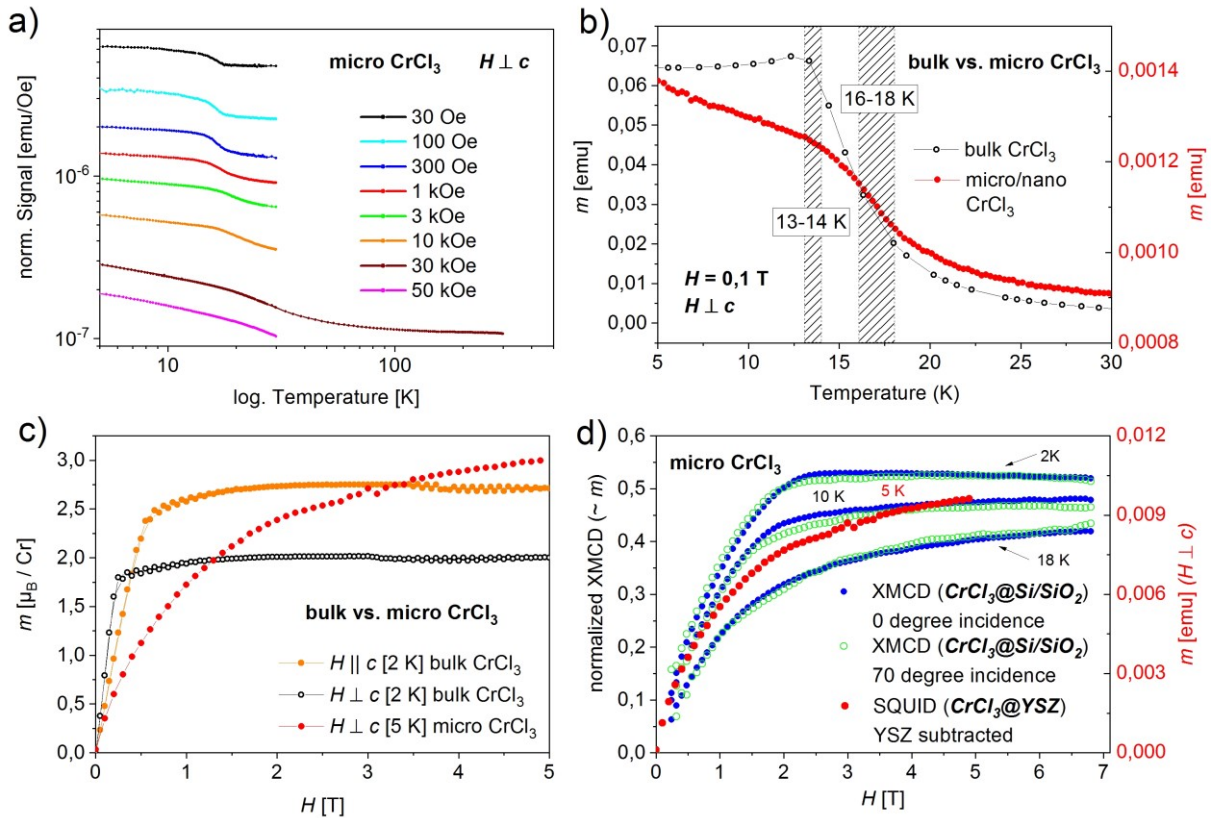 a)
micro CrCl3 H ⊥ c
norm. Signal [emu/Oe]
10-6
10-7
30 Oe
100 Oe
300 Oe
1 kOe
3 kOe
10 kOe
30 kOe
50 kOe
10
100
log. Temperature [K]
b)
bulk vs. micro CrCl3
m [emu]
0,07
0,06
0,05
0,04
0,03
0,02
0,01
0,00
16-18 K
13-14 K
bulk CrCl3
micro/nano
CrCl3
H = 0,1 T
H ⊥ c
0,0014
0,0012
0,0010
0,0008
m [emu]
5 10 15 20 25 30
Temperature (K)
c)
m [μB / Cr]
3,0
2,5
2,0
1,5
1,0
0,5
0,0
bulk vs. micro CrCl3
H || c [2 K] bulk CrCl3
H ⊥ c [2 K] bulk CrCl3
H ⊥ c [5 K] micro CrCl3
0 1 2 3 4 5
H [T]
d)
micro CrCl3
normalized XMCD (~ m)
0,6
0,5
0,4
0,3
0,2
0,1
0,0
2K
10 K 5 K
18 K
XMCD (CrCl3@Si/SiO2)
0 degree incidence
XMCD (CrCl3@Si/SiO2)
70 degree incidence
SQUID (CrCl3@YSZ)
YSZ subtracted
0,012
0,009
0,006
0,003
0,000
m [emu] (H ⊥ c)
0 1 2 3 4 5 6 7
H [T]